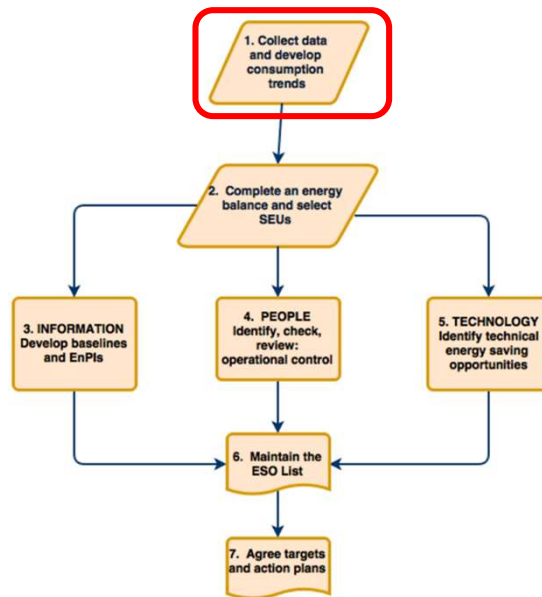 1. Collect data
and develop
consumption
trends
2. Complete an energy
balance and select
SEUs
3. INFORMATION
Develop baselines
and EnPIs
4. PEOPLE
Identify, check,
review:
operational control
5. TECHNOLOGY
Identify technical
energy saving
opportunities
6. Maintain the
ESO List
7. Agree targets
and action plans